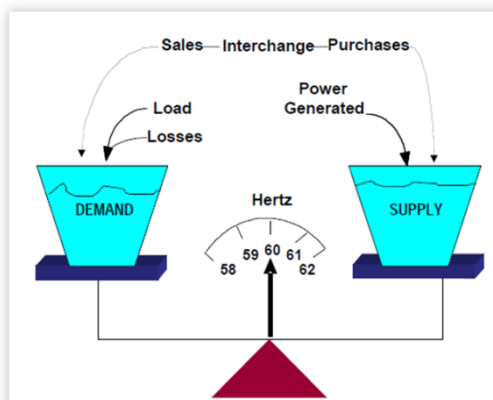 Sales Interchange Purchases
Load
Losses
Power
Generated
DEMAND
SUPPLY
Hertz
58 59 60 61 62